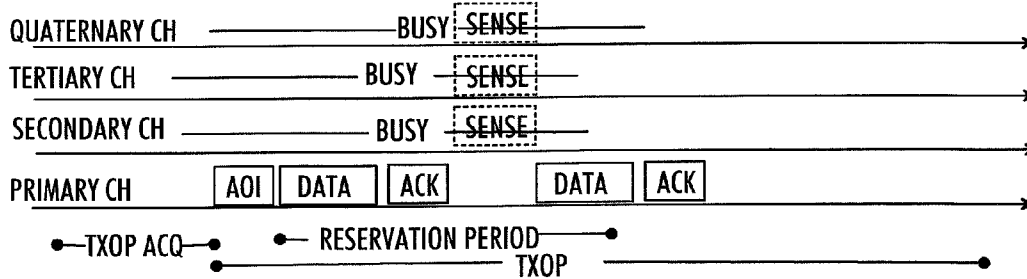 QUATERNARY CH BUSY SENSE
TERTIARY CH BUSY SENSE
SECONDARY CH BUSY SENSE
PRIMARY CH AOI DATA ACK DATA ACK
TXOP ACQ RESERVATION PERIOD
TXOP